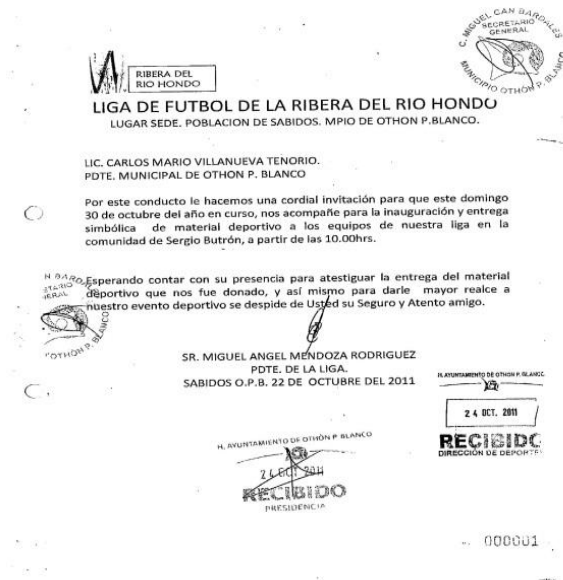 C. MIGUEL CAN BARDALES
SECRETARIO
GENERAL
MUNICIPIO OTHON P. BLANCO
RIBERA DEL
RIO HONDO
LIGA DE FUTBOL DE LA RIBERA DEL RIO HONDO
LUGAR SEDE. POBLACION DE SABIDOS. MPIO DE OTHON P.BLANCO.
LIC. CARLOS MARIO VILLANUEVA TENORIO.
PDTE. MUNICIPAL DE OTHON P. BLANCO
Por este conducto le hacemos una cordial invitación para que este domingo
30 de octubre del año en curso, nos acompañe para la inauguración y entrega
simbólica de material deportivo a los equipos de nuestra liga en la
comunidad de Sergio Butrón, a partir de las 10.00hrs.
Esperando contar con su presencia para atestiguar la entrega del material
deportivo que nos fue donado, y así mismo para darle mayor realce a
nuestro evento deportivo se despide de Usted su Seguro y Atento amigo.
OTHÓN P. BLANCO
SR. MIGUEL ANGEL MENDOZA RODRIGUEZ
PDTE. DE LA LIGA.
SABIDOS O.P.B. 22 DE OCTUBRE DEL 2011
H. AYUNTAMIENTO DE OTHON P. BLANCO
24 OCT. 2011
RECIBIDO
DIRECCIÓN DE DEPORTE
H. AYUNTAMIENTO DE OTHÓN P BLANCO
24 OCT 2011
RECIBIDO
PRESIDENCIA
000001